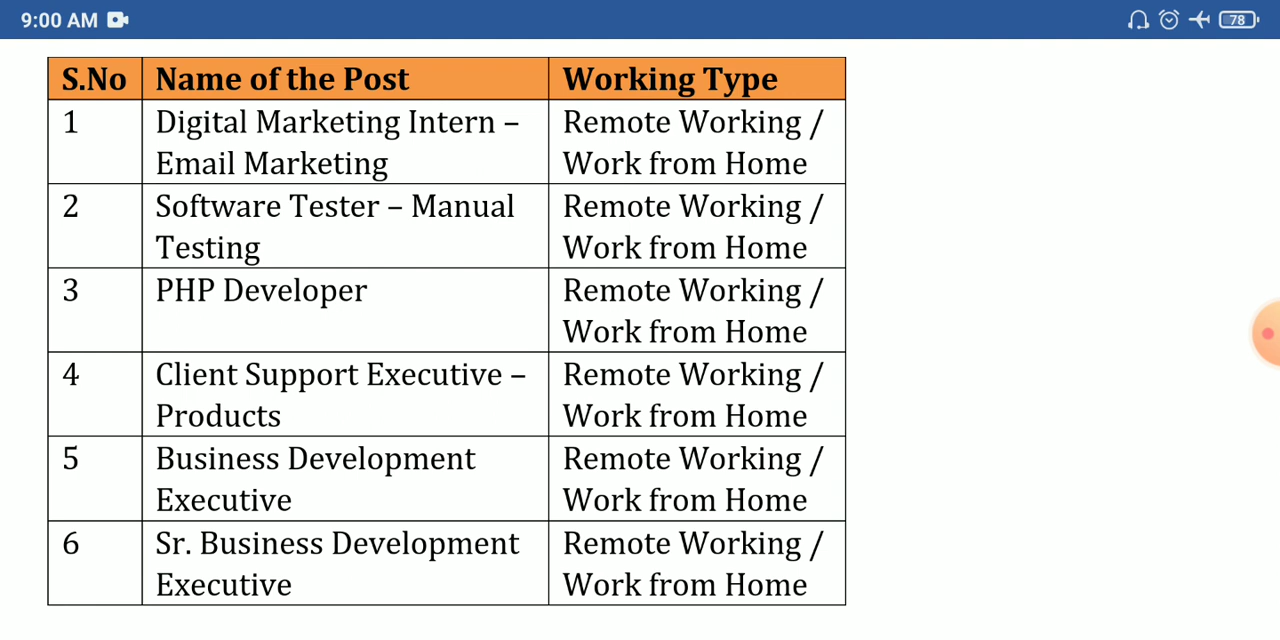 9:00 AM
78
S.No Name of the Post Working Type
1 Digital Marketing Intern – Remote Working /
Email Marketing Work from Home
2 Software Tester – Manual Remote Working /
Testing Work from Home
3 PHP Developer Remote Working /
Work from Home
4 Client Support Executive – Remote Working /
Products Work from Home
5 Business Development Remote Working /
Executive Work from Home
6 Sr. Business Development Remote Working /
Executive Work from Home